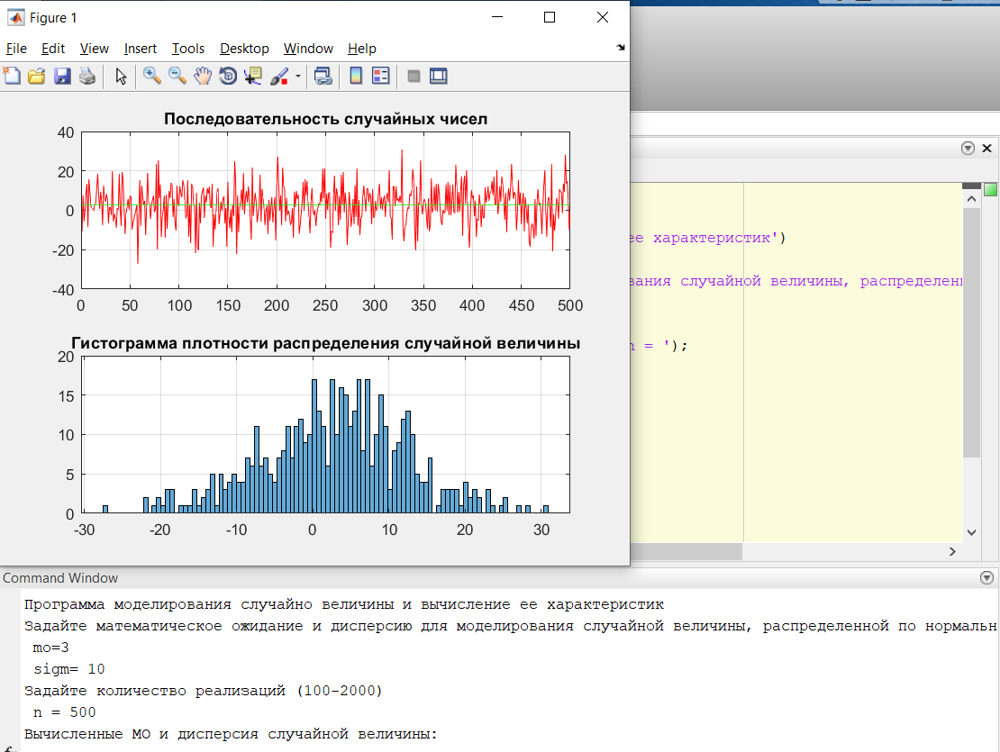 Figure 1
File Edit View Insert Tools Desktop Window Help
Последовательность случайных чисел
40
20
0
-20
-40
0 50 100 150 200 250 300 350 400 450 500
Гистограмма плотности распределения случайной величины
20
15
10
5
0
-30 -20 -10 0 10 20 30
ее характеристик')
вания случайной величины, распределен
n = ');
Command Window
Программа моделирования случайно величины и вычисление ее характеристик
Задайте математическое ожидание и дисперсию для моделирования случайной величины, распределенной по нормальн
mo=3
sigm= 10
Задайте количество реализаций (100-2000)
n = 500
Вычисленные МО и дисперсия случайной величины: